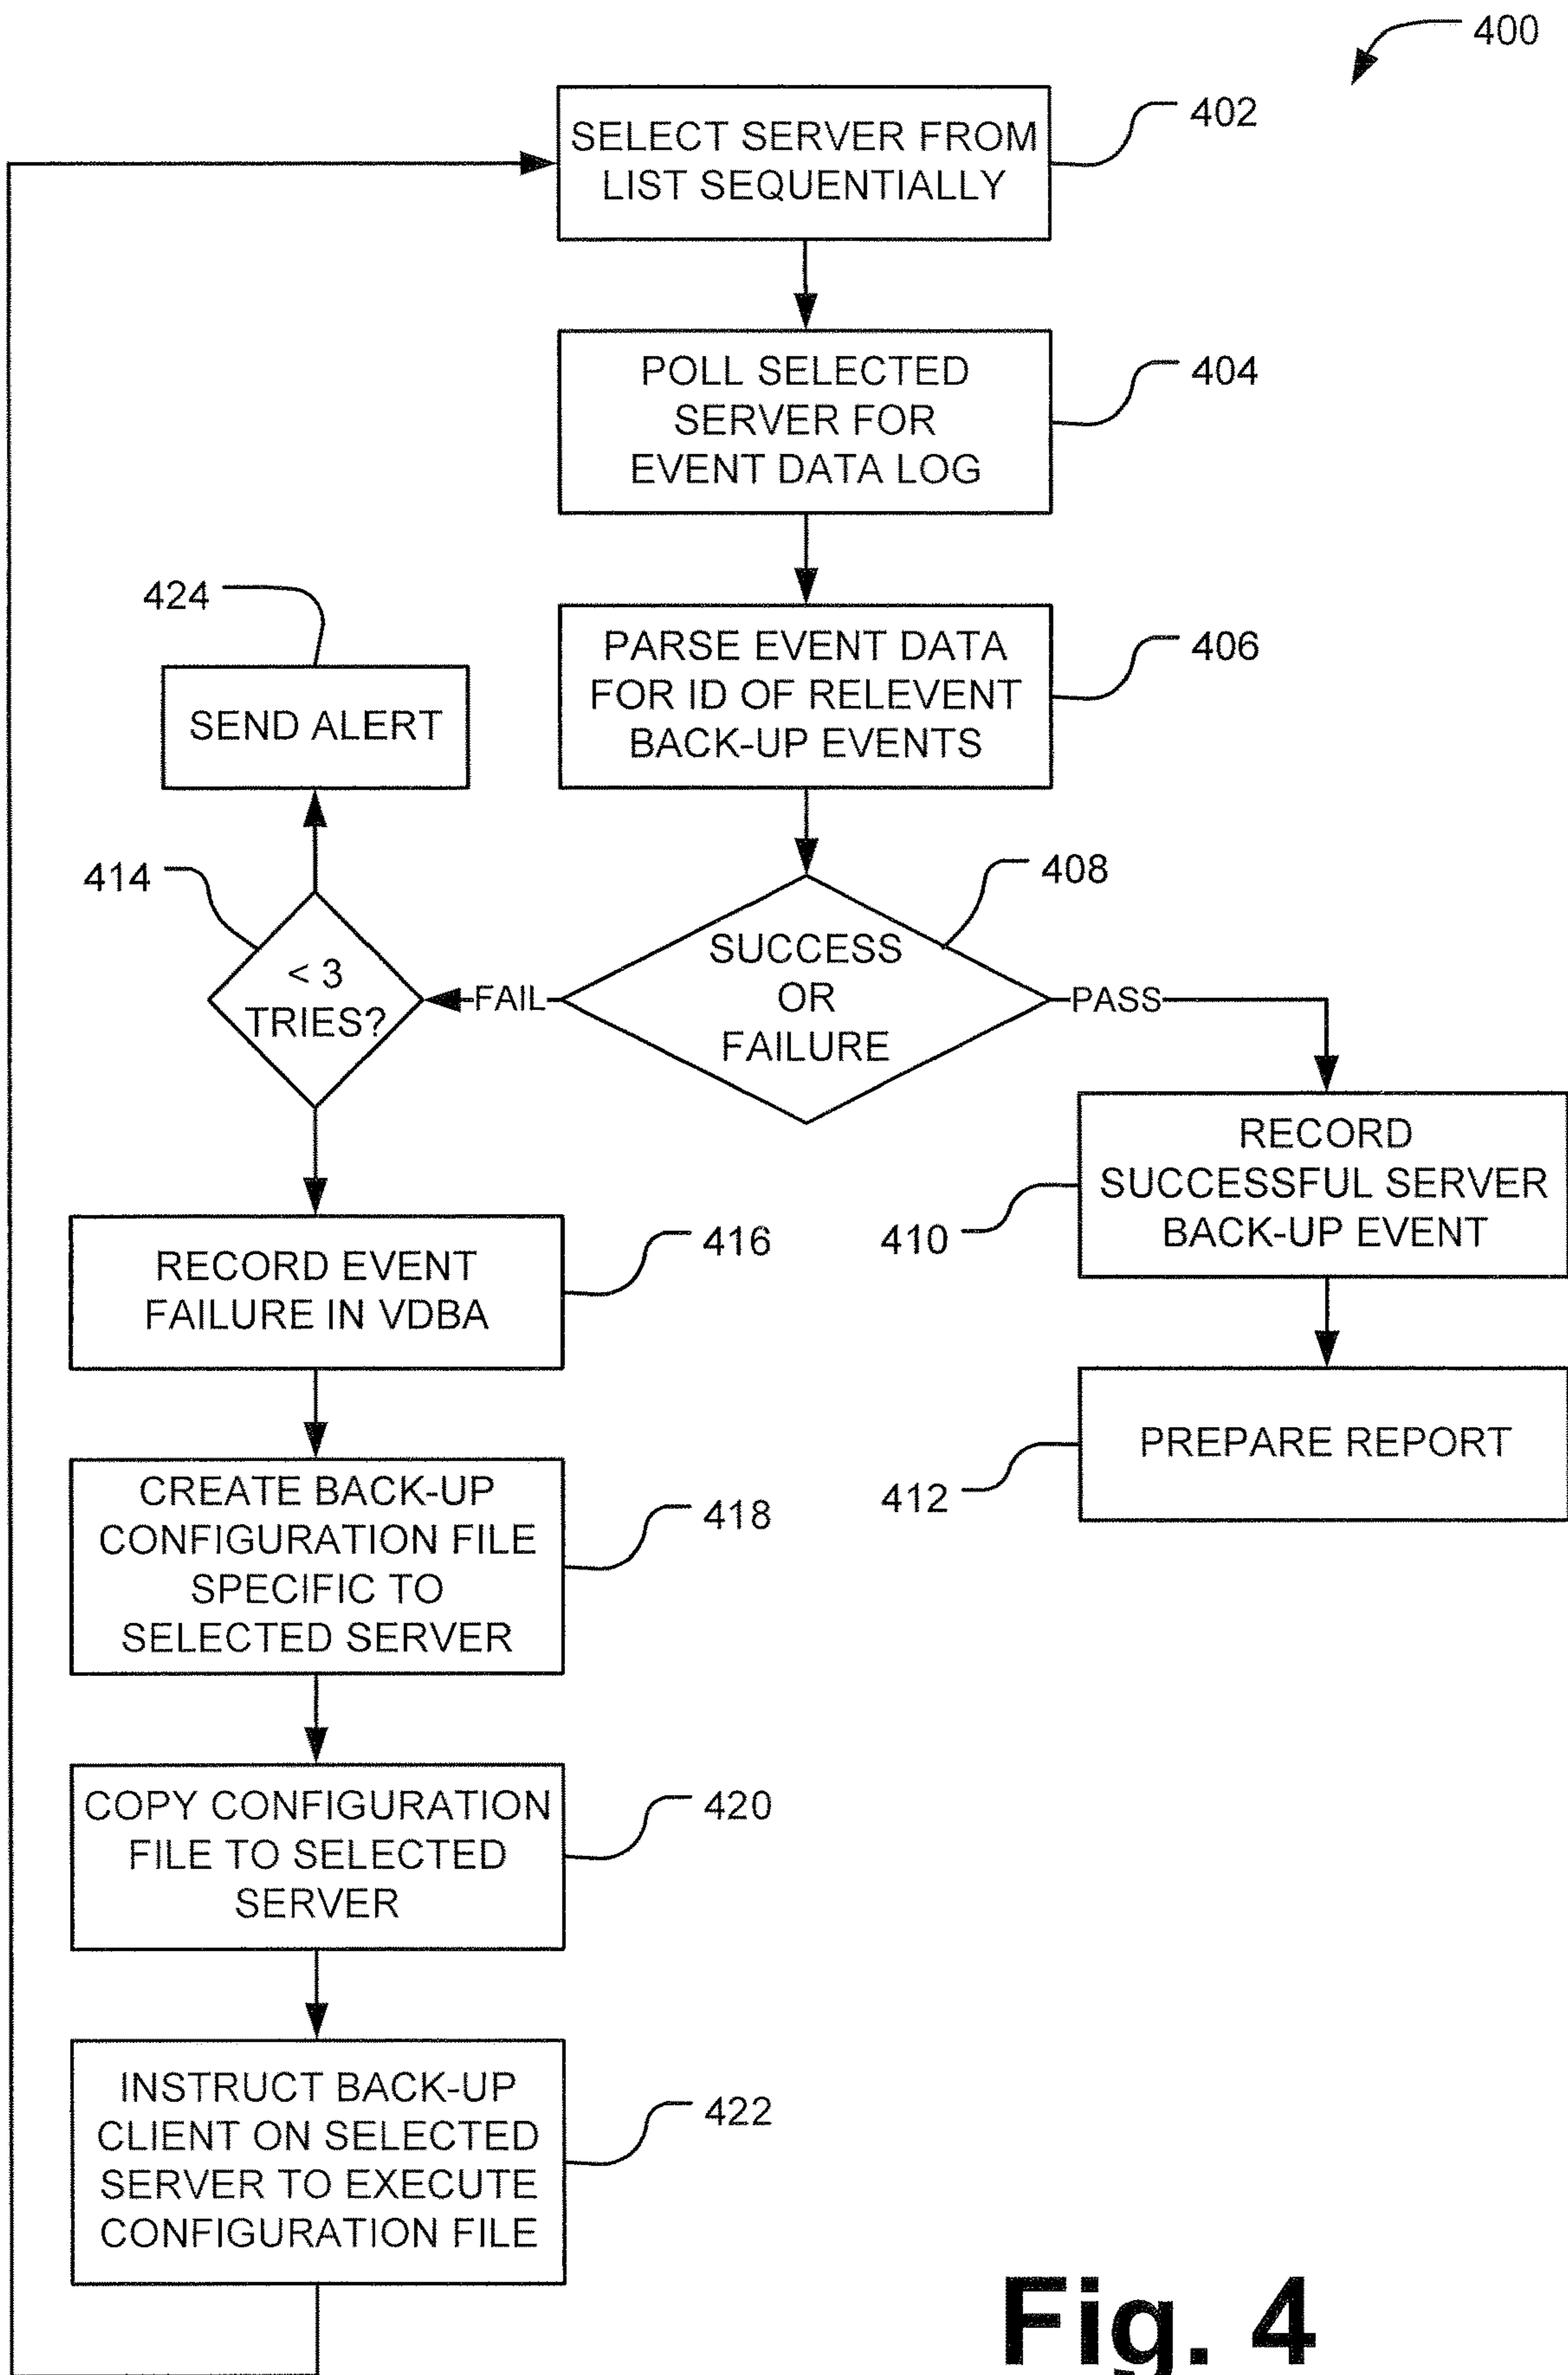 400
SELECT SERVER FROM
LIST SEQUENTIALLY
402
POLL SELECTED
SERVER FOR
EVENT DATA LOG
404
PARSE EVENT DATA
FOR ID OF RELEVENT
BACK-UP EVENTS
406
424
SEND ALERT
SUCCESS
OR
FAILURE
408
FAIL
PASS
414
< 3
TRIES?
RECORD
SUCCESSFUL SERVER
BACK-UP EVENT
410
PREPARE REPORT
412
RECORD EVENT
FAILURE IN VDBA
416
CREATE BACK-UP
CONFIGURATION FILE
SPECIFIC TO
SELECTED SERVER
418
COPY CONFIGURATION
FILE TO SELECTED
SERVER
420
INSTRUCT BACK-UP
CLIENT ON SELECTED
SERVER TO EXECUTE
CONFIGURATION FILE
422
Fig. 4